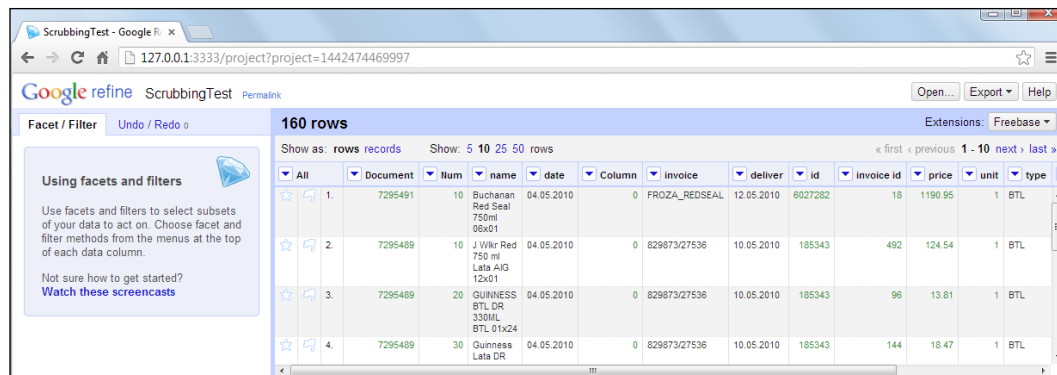 ScrubbingTest - Google R
127.0.0.1:3333/project?project=1442474469997
Google refine ScrubbingTest Permalink
Open... Export Help
Facet / Filter Undo / Redo 0
160 rows
Extensions: Freebase
Show as: rows records Show: 5 10 25 50 rows
« first ‹ previous 1 - 10 next › last »
Using facets and filters
Use facets and filters to select subsets
of your data to act on. Choose facet and
filter methods from the menus at the top
of each data column.
Not sure how to get started?
Watch these screencasts
All Document Num name date Column invoice deliver id invoice id price unit type
1. 7295491 10 Buchanan 04.05.2010 0 FROZA_REDSEAL 12.05.2010 6027282 18 1190.95 1 BTL
Red Seal
750ml
06x01
2. 7295489 10 J Wlkr Red 04.05.2010 0 829873/27536 10.05.2010 185343 492 124.54 1 BTL
750 ml
Lata AIG
12x01
3. 7295489 20 GUINNESS 04.05.2010 0 829873/27536 10.05.2010 185343 96 13.81 1 BTL
BTL DR
330ML
BTL 01x24
4. 7295489 30 Guinness 04.05.2010 0 829873/27536 10.05.2010 185343 144 18.47 1 BTL
Lata DR